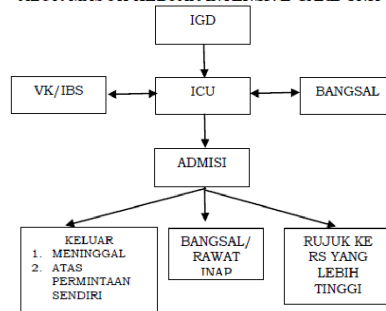 IGD
VK/IBS
ICU
BANGSAL
ADMISI
KELUAR
1. MENINGGAL
2. ATAS
PERMINTAAN
SENDIRI
BANGSAL/
RAWAT
INAP
RUJUK KE
RS YANG
LEBIH
TINGGI